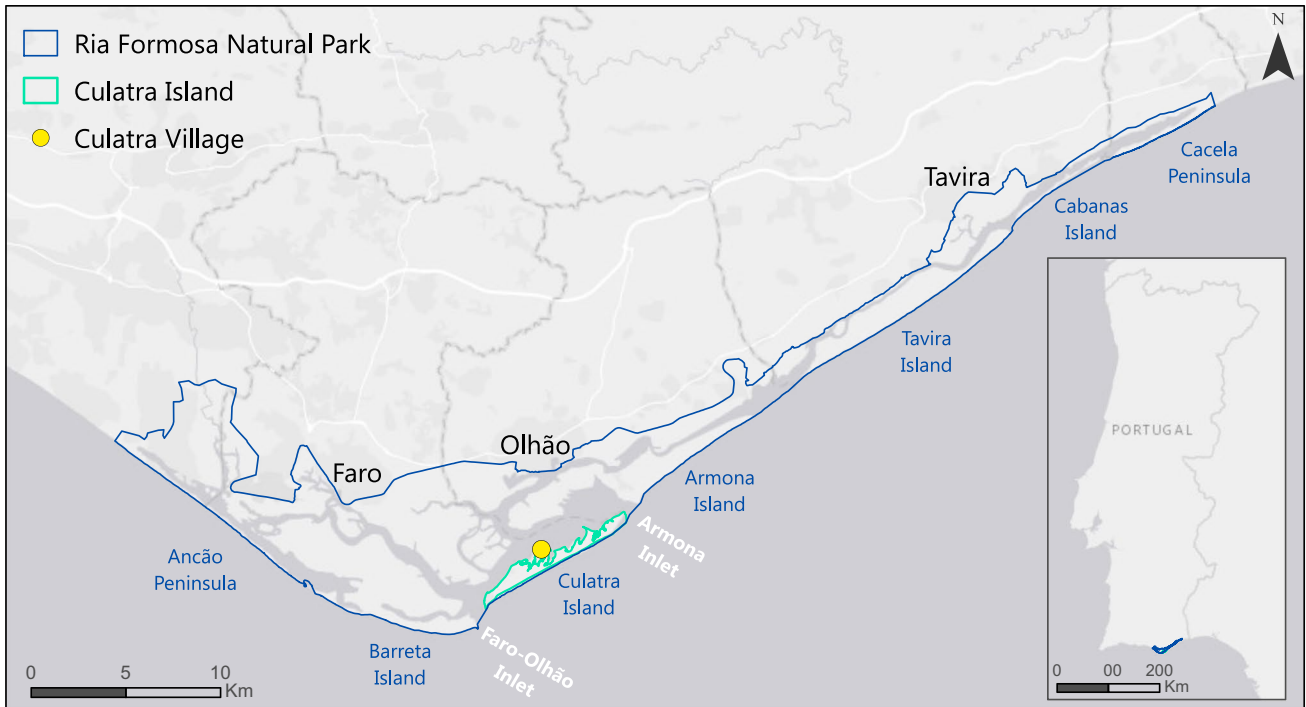 N
Ria Formosa Natural Park
Culatra Island
Culatra Village
Cacela
Peninsula
Tavira
Cabanas
Island
Tavira
Island
PORTUGAL
Olhão
Faro
Armona
Island
Armona
Inlet
Ancão
Peninsula
Culatra
Island
Faro-Olhão
Inlet
Barreta
Island
0 5 10
Km
0 00 200
Km